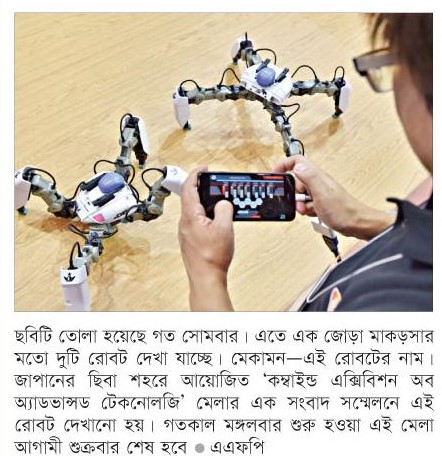 ছবিটি তোলা হয়েছে গত সোমবার। এতে এক জোড়া মাকড়সার
মতো দুটি রোবট দেখা যাচ্ছে। মেকামন—এই রোবটের নাম।
জাপানের ছিবা শহরে আয়োজিত ‘কম্বাইন্ড এক্সিবিশন অব
অ্যাডভান্সড টেকনোলজি’ মেলার এক সংবাদ সম্মেলনে এই
রোবট দেখানো হয়। গতকাল মঙ্গলবার শুরু হওয়া এই মেলা
আগামী শুক্রবার শেষ হবে ● এএফপি